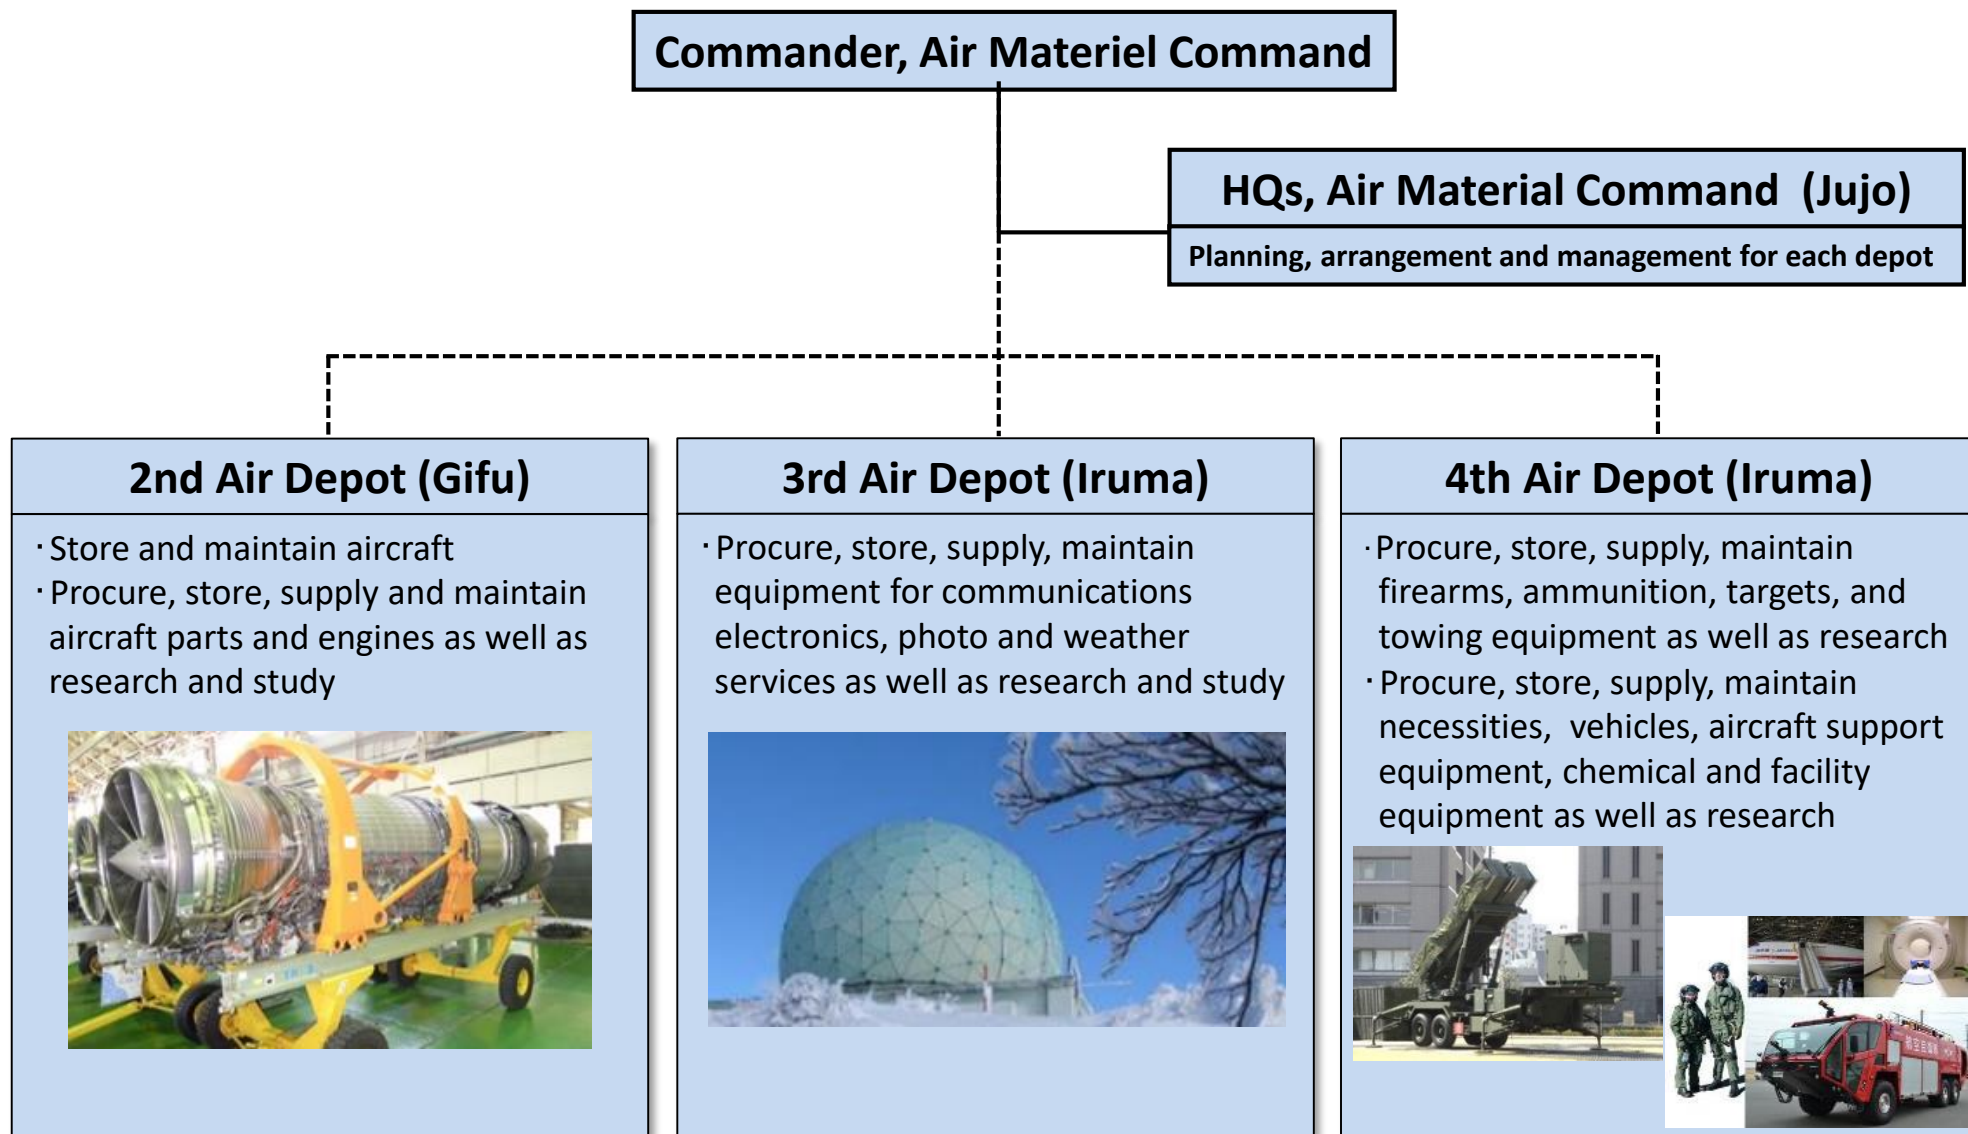 Commander, Air Materiel Command
HQs, Air Material Command (Jujo)
Planning, arrangement and management for each depot
2nd Air Depot (Gifu)
・Store and maintain aircraft
・Procure, store, supply and maintain
aircraft parts and engines as well as
research and study
3rd Air Depot (Iruma)
・Procure, store, supply, maintain
equipment for communications
electronics, photo and weather
services as well as research and study
4th Air Depot (Iruma)
・Procure, store, supply, maintain
firearms, ammunition, targets, and
towing equipment as well as research
・Procure, store, supply, maintain
necessities, vehicles, aircraft support
equipment, chemical and facility
equipment as well as research
航空自衛隊